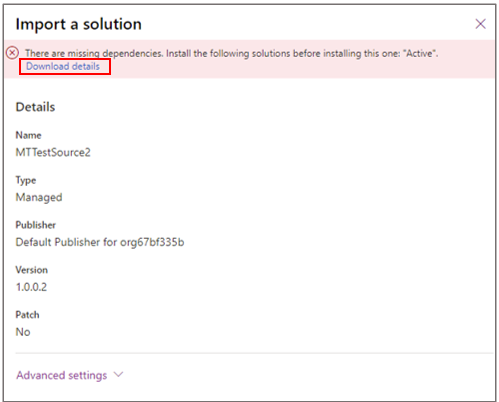 Import a solution
There are missing dependencies. Install the following solutions before installing this one: "Active".
Download details
Details
Name
MTTestSource2
Type
Managed
Publisher
Default Publisher for org67bf335b
Version
1.0.0.2
Patch
No
Advanced settings